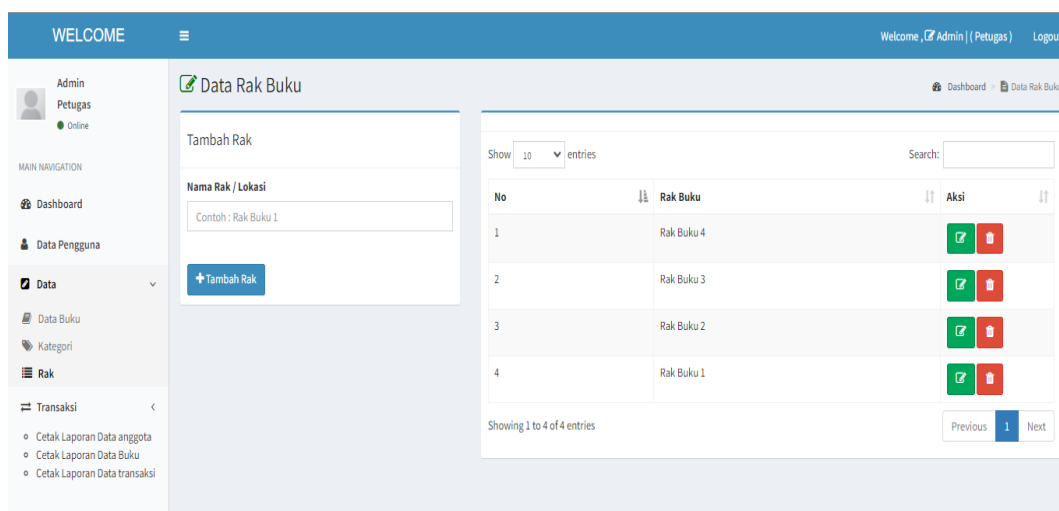 WELCOME
Welcome , Admin | ( Petugas ) Logou
Admin
Petugas
Online
MAIN NAVIGATION
Dashboard
Data Pengguna
Data
Data Buku
Kategori
Rak
Transaksi
Cetak Laporan Data anggota
Cetak Laporan Data Buku
Cetak Laporan Data transaksi
Data Rak Buku
Dashboard > Data Rak Buku
Tambah Rak
Nama Rak / Lokasi
Contoh : Rak Buku 1
+Tambah Rak
Show 10 entries
Search:
No Rak Buku Aksi
1 Rak Buku 4
2 Rak Buku 3
3 Rak Buku 2
4 Rak Buku 1
Showing 1 to 4 of 4 entries
Previous 1 Next